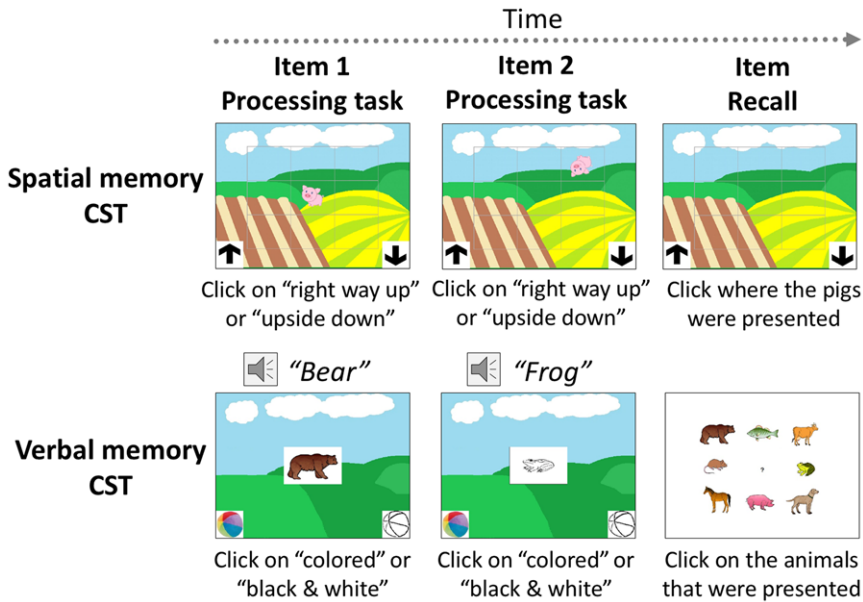 Time
Item 1
Processing task
Item 2
Processing task
Item
Recall
Spatial memory
CST
Click on “right way up”
or “upside down”
Click on “right way up”
or “upside down”
Click where the pigs
were presented
“Bear”
“Frog”
Verbal memory
CST
?
Click on “colored” or
“black & white”
Click on “colored” or
“black & white”
Click on the animals
that were presented